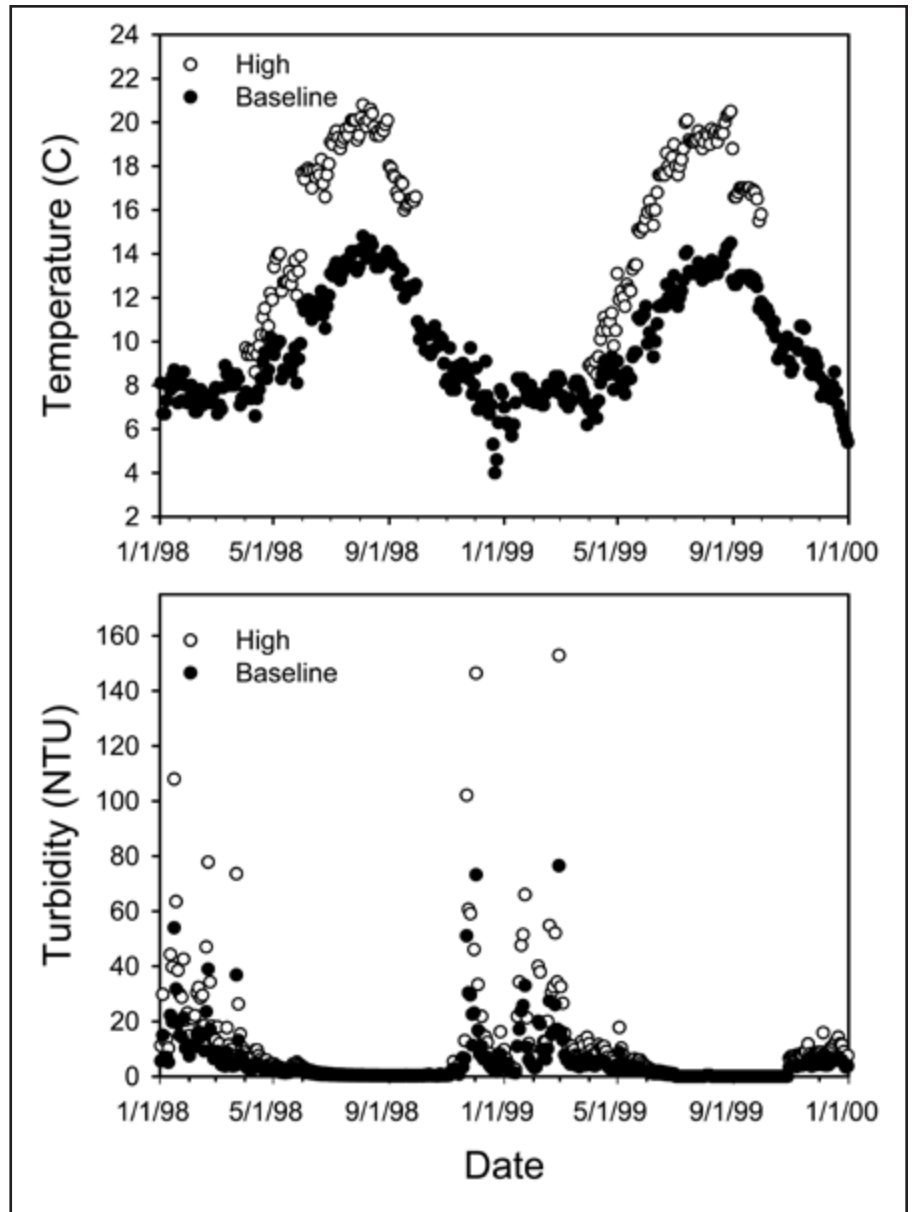 24
22
20
18
16
14
12
10
8
6
4
2
Temperature (C)
High
Baseline
1/1/98 5/1/98 9/1/98 1/1/99 5/1/99 9/1/99 1/1/00
160
140
120
100
80
60
40
20
0
Turbidity (NTU)
High
Baseline
1/1/98 5/1/98 9/1/98 1/1/99 5/1/99 9/1/99 1/1/00
Date